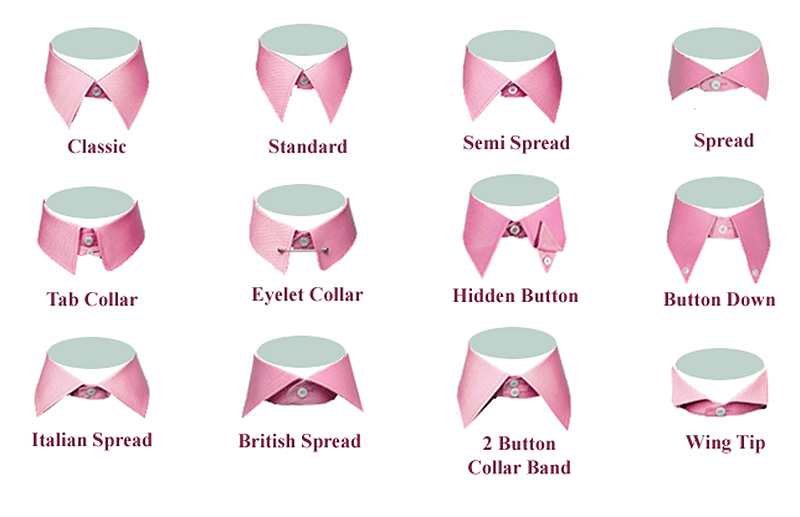 Classic
Standard
Semi Spread
Spread
Tab Collar
Eyelet Collar
Hidden Button
Button Down
Italian Spread
British Spread
2 Button
Collar Band
Wing Tip